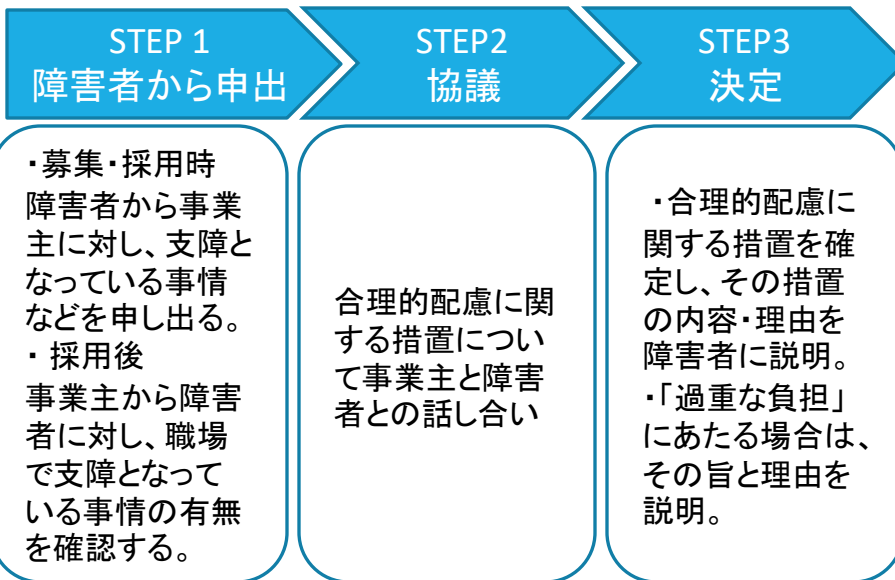 STEP 1
障害者から申出
・募集・採用時
障害者から事業
主に対し、支障と
なっている事情
などを申し出る。
・ 採用後
事業主から障害
者に対し、職場
で支障となって
いる事情の有無
を確認する。
STEP2
協議
合理的配慮に関
する措置につい
て事業主と障害
者との話し合い
STEP3
決定
・合理的配慮に
関する措置を確
定し、その措置
の内容・理由を
障害者に説明。
・「過重な負担」
にあたる場合は、
その旨と理由を
説明。